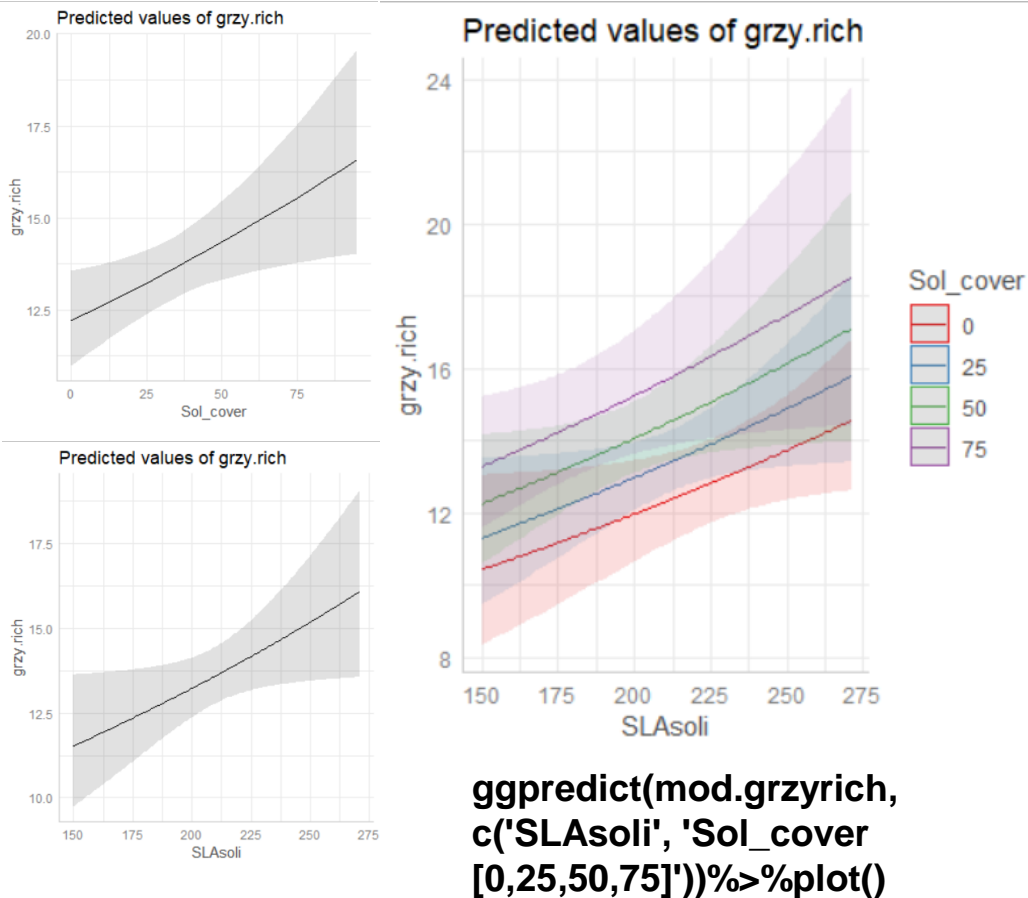 Predicted values of grzy.rich
20.0
17.5
15.0
12.5
grzy.rich
0 25 50 75
Sol_cover
Predicted values of grzy.rich
17.5
15.0
12.5
10.0
grzy.rich
150 175 200 225 250 275
SLAsoli
Predicted values of grzy.rich
24
20
16
12
8
grzy.rich
150 175 200 225 250 275
SLAsoli
Sol_cover
0
25
50
75
ggpredict(mod.grzyrich,
c('SLAsoli', 'Sol_cover
[0,25,50,75]'))%>%plot()